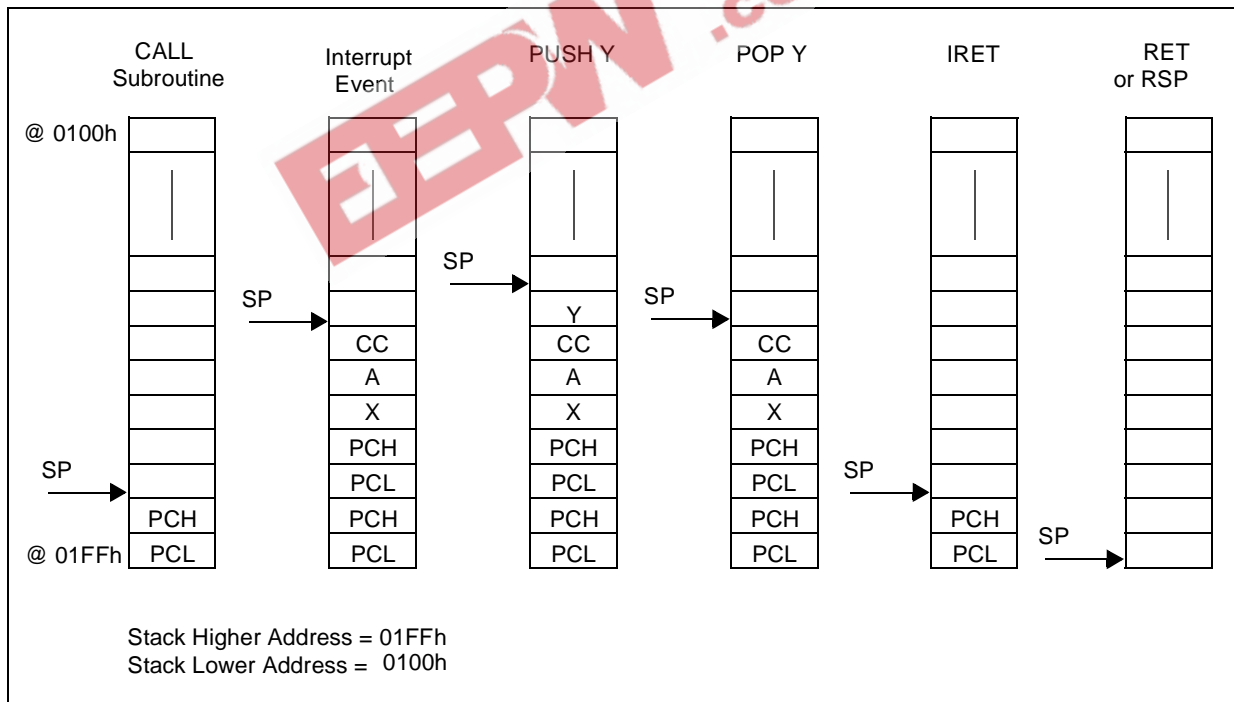 CALL
Subroutine
Interrupt
Event
PUSH Y
POP Y
IRET
RET
or RSP
@ 0100h
SP
PCH
PCL
@ 01FFh
SP
CC
A
X
PCH
PCL
PCH
PCL
SP
Y
CC
A
X
PCH
PCL
PCH
PCL
SP
CC
A
X
PCH
PCL
PCH
PCL
SP
PCH
PCL
SP
Stack Higher Address = 01FFh
Stack Lower Address = 0100h
EEPW